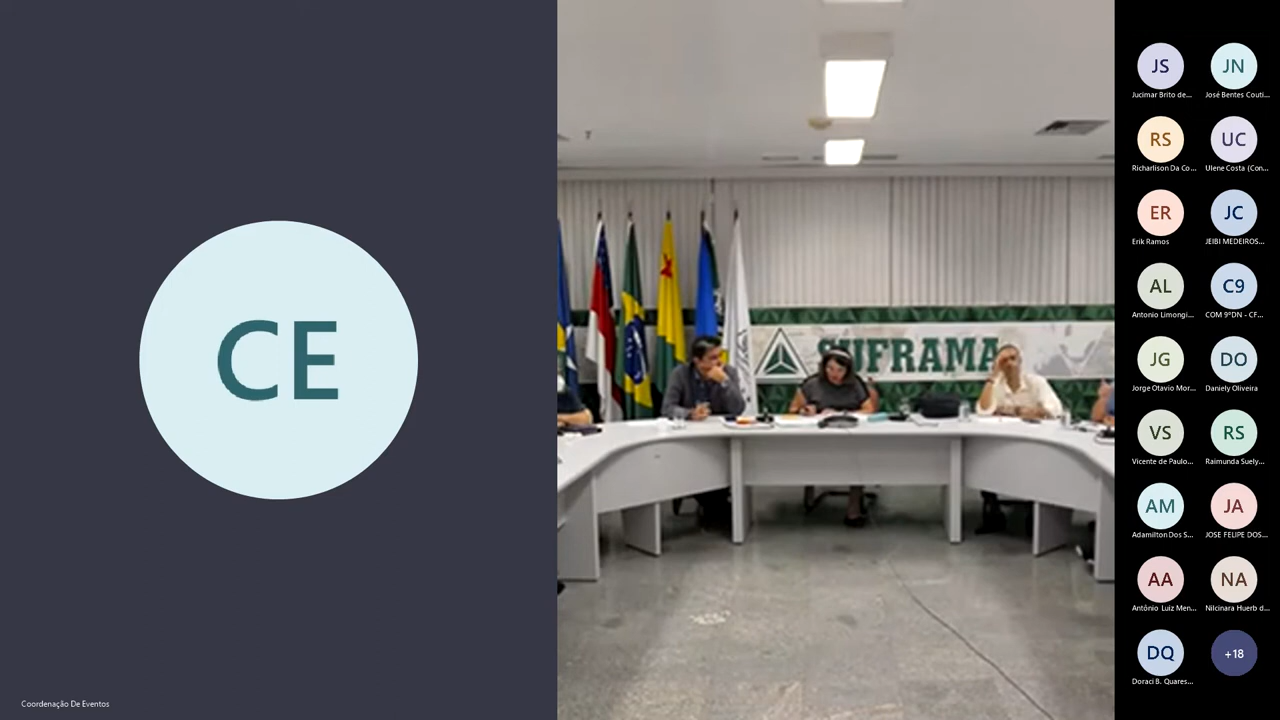 CE
Coordenação De Eventos
SUFRAMA
JS
JN
Jucimar Brito de...
José Bentes Couti...
RS
UC
Richarlison Da Co...
Ulene Costa (Con...
ER
JC
Erik Ramos
JEIBI MEDEIROS...
AL
C9
Antonio Limongi...
COM 9ºDN - CF...
JG
DO
Jorge Otavio Mor...
Daniely Oliveira
VS
RS
Vicente de Paulo...
Raimunda Suely...
AM
JA
Adamilton Dos S...
JOSE FELIPE DOS...
AA
NA
Antônio Luiz Men...
Nilcinara Huerb d...
DQ
+18
Doraci B. Quares...